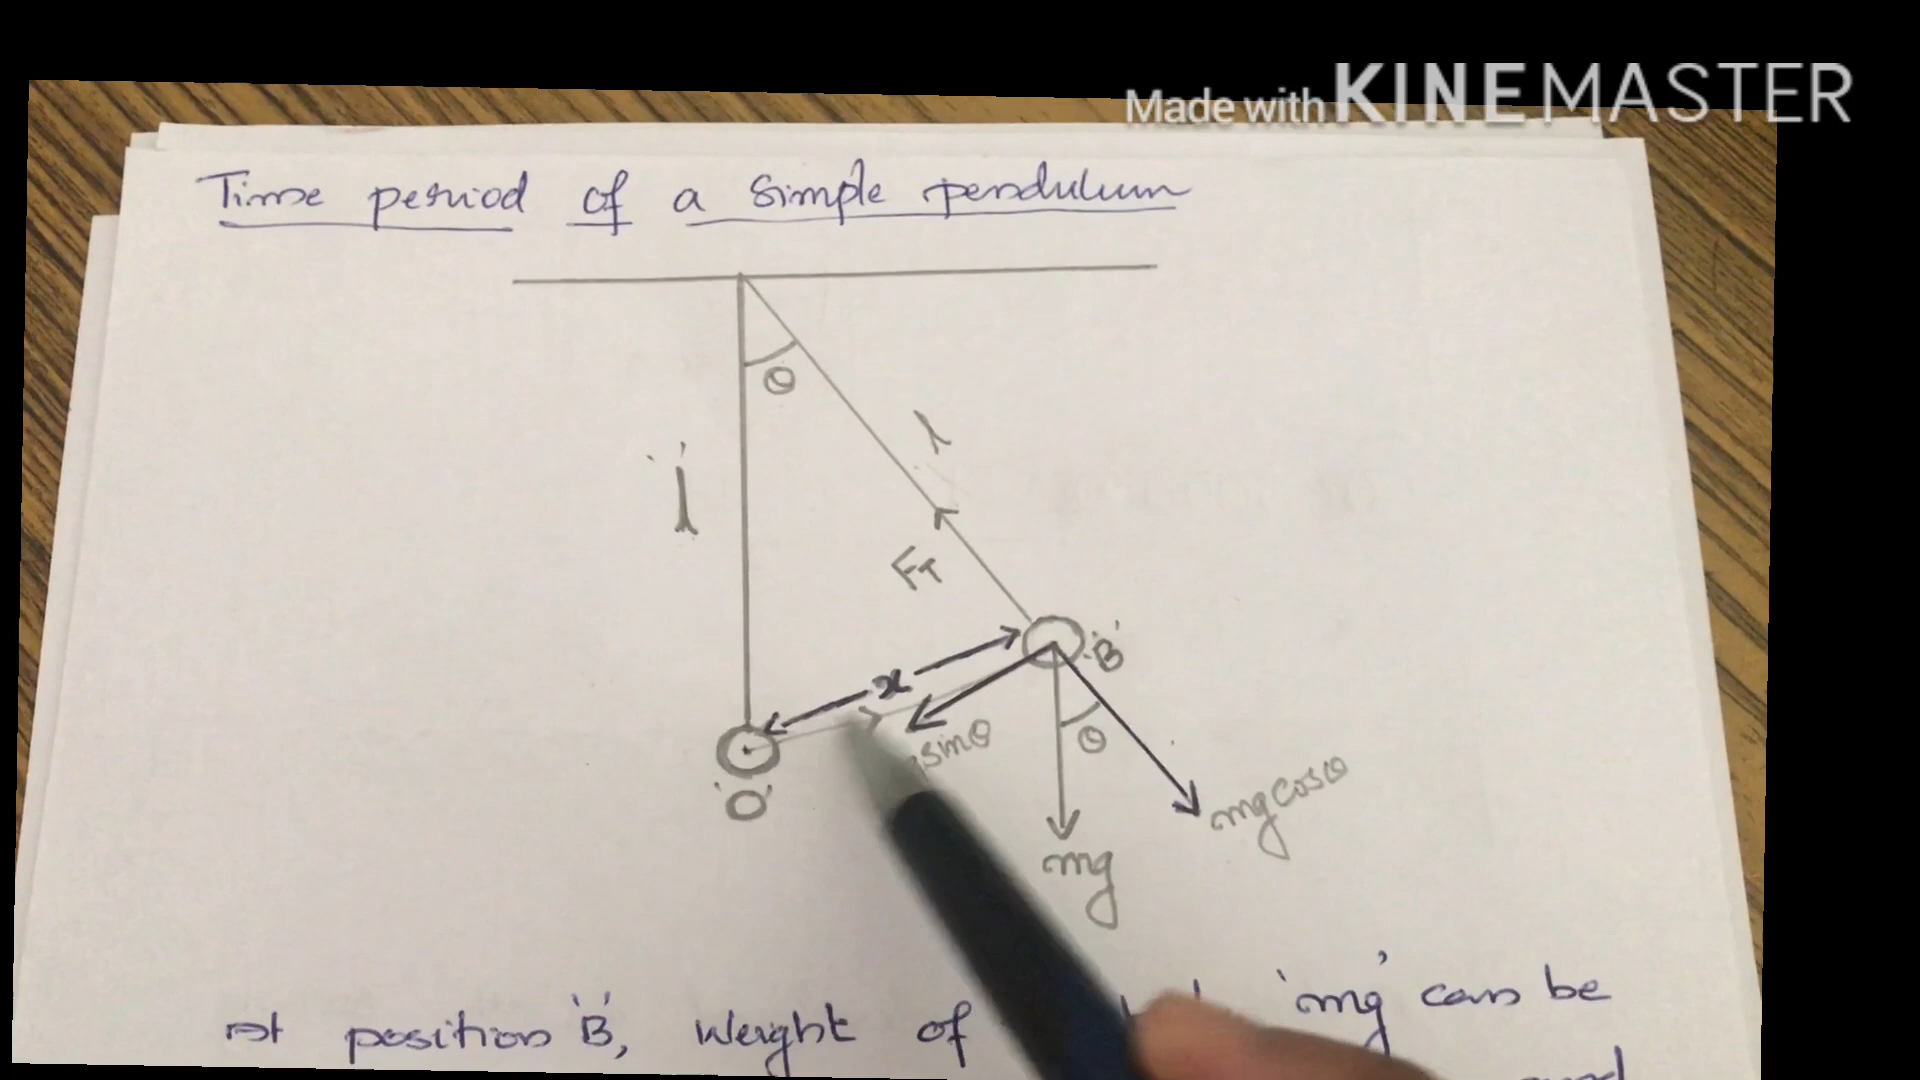 Made with KINEMASTER
Time period of a simple pendulum
θ
l
'l'
FT
'B'
x
sinθ
θ
'O'
mg cosθ
mg
At position 'B', Weight of 'mg' can be
and